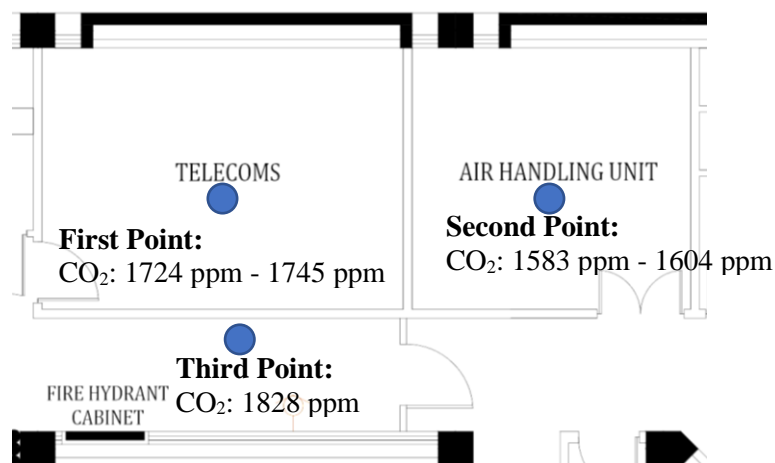 TELECOMS
First Point:
CO₂: 1724 ppm - 1745 ppm
AIR HANDLING UNIT
Second Point:
CO₂: 1583 ppm - 1604 ppm
Third Point:
CO₂: 1828 ppm
FIRE HYDRANT
CABINET